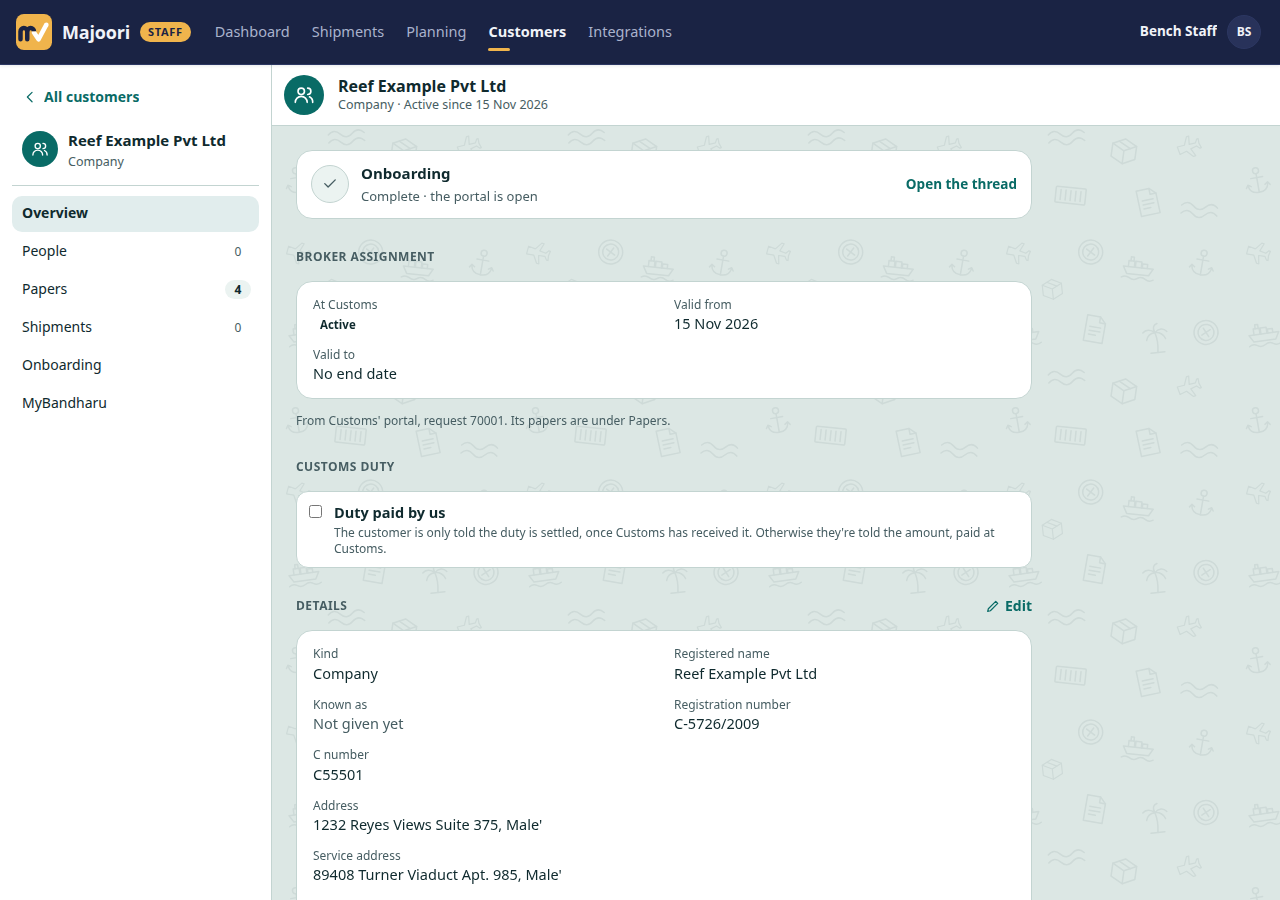 Majoori STAFF Dashboard Shipments Planning Customers Integrations Bench Staff BS
All customers
Reef Example Pvt Ltd
Company
Overview
People 0
Papers 4
Shipments 0
Onboarding
MyBandharu
Reef Example Pvt Ltd
Company · Active since 15 Nov 2026
Onboarding
Complete · the portal is open
Open the thread
BROKER ASSIGNMENT
At Customs
Active
Valid from
15 Nov 2026
Valid to
No end date
From Customs' portal, request 70001. Its papers are under Papers.
CUSTOMS DUTY
Duty paid by us
The customer is only told the duty is settled, once Customs has received it. Otherwise they're told the amount, paid at
Customs.
DETAILS
Edit
Kind
Company
Registered name
Reef Example Pvt Ltd
Known as
Not given yet
Registration number
C-5726/2009
C number
C55501
Address
1232 Reyes Views Suite 375, Male'
Service address
89408 Turner Viaduct Apt. 985, Male'